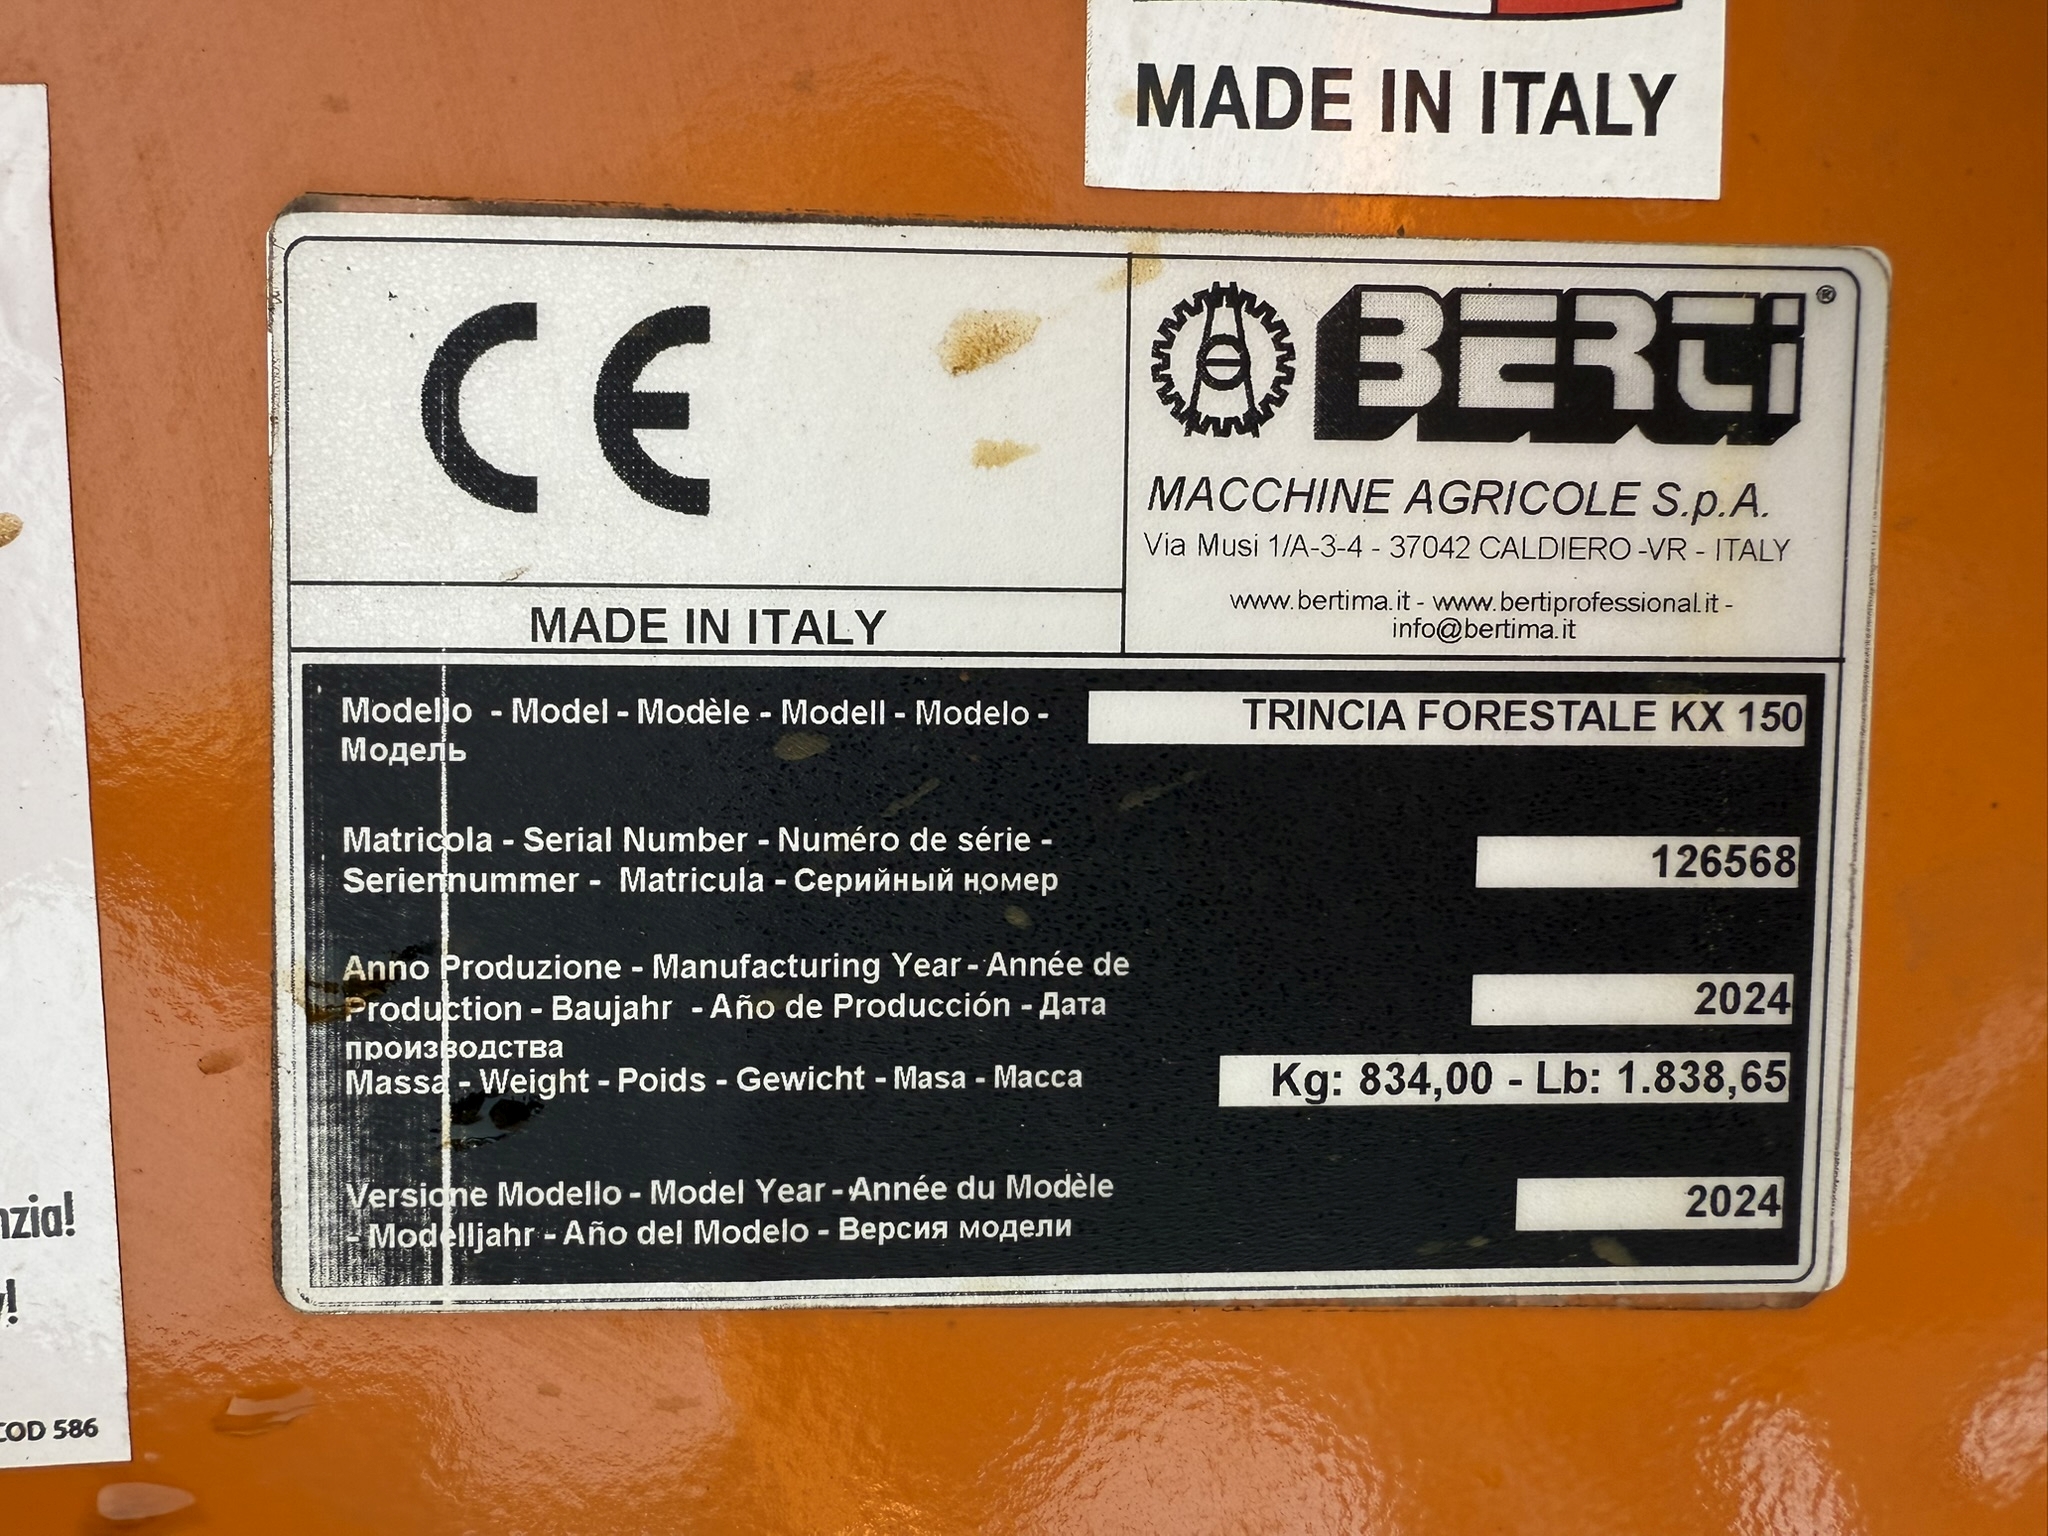 MADE IN ITALY
CE
BERTI®
MACCHINE AGRICOLE S.p.A.
Via Musi 1/A-3-4 - 37042 CALDIERO -VR - ITALY
www.bertima.it - www.bertiprofessional.it -
info@bertima.it
MADE IN ITALY
Modello - Model - Modèle - Modell - Modelo -
Модель
TRINCIA FORESTALE KX 150
Matricola - Serial Number - Numéro de série -
Seriennummer - Matricula - Серийный номер
126568
Anno Produzione - Manufacturing Year - Année de
Production - Baujahr - Año de Producción - Дата
производства
2024
Massa - Weight - Poids - Gewicht - Masa - Масса
Kg: 834,00 - Lb: 1.838,65
Versione Modello - Model Year - Année du Modèle
- Modelljahr - Año del Modelo - Версия модели
2024
COD 586